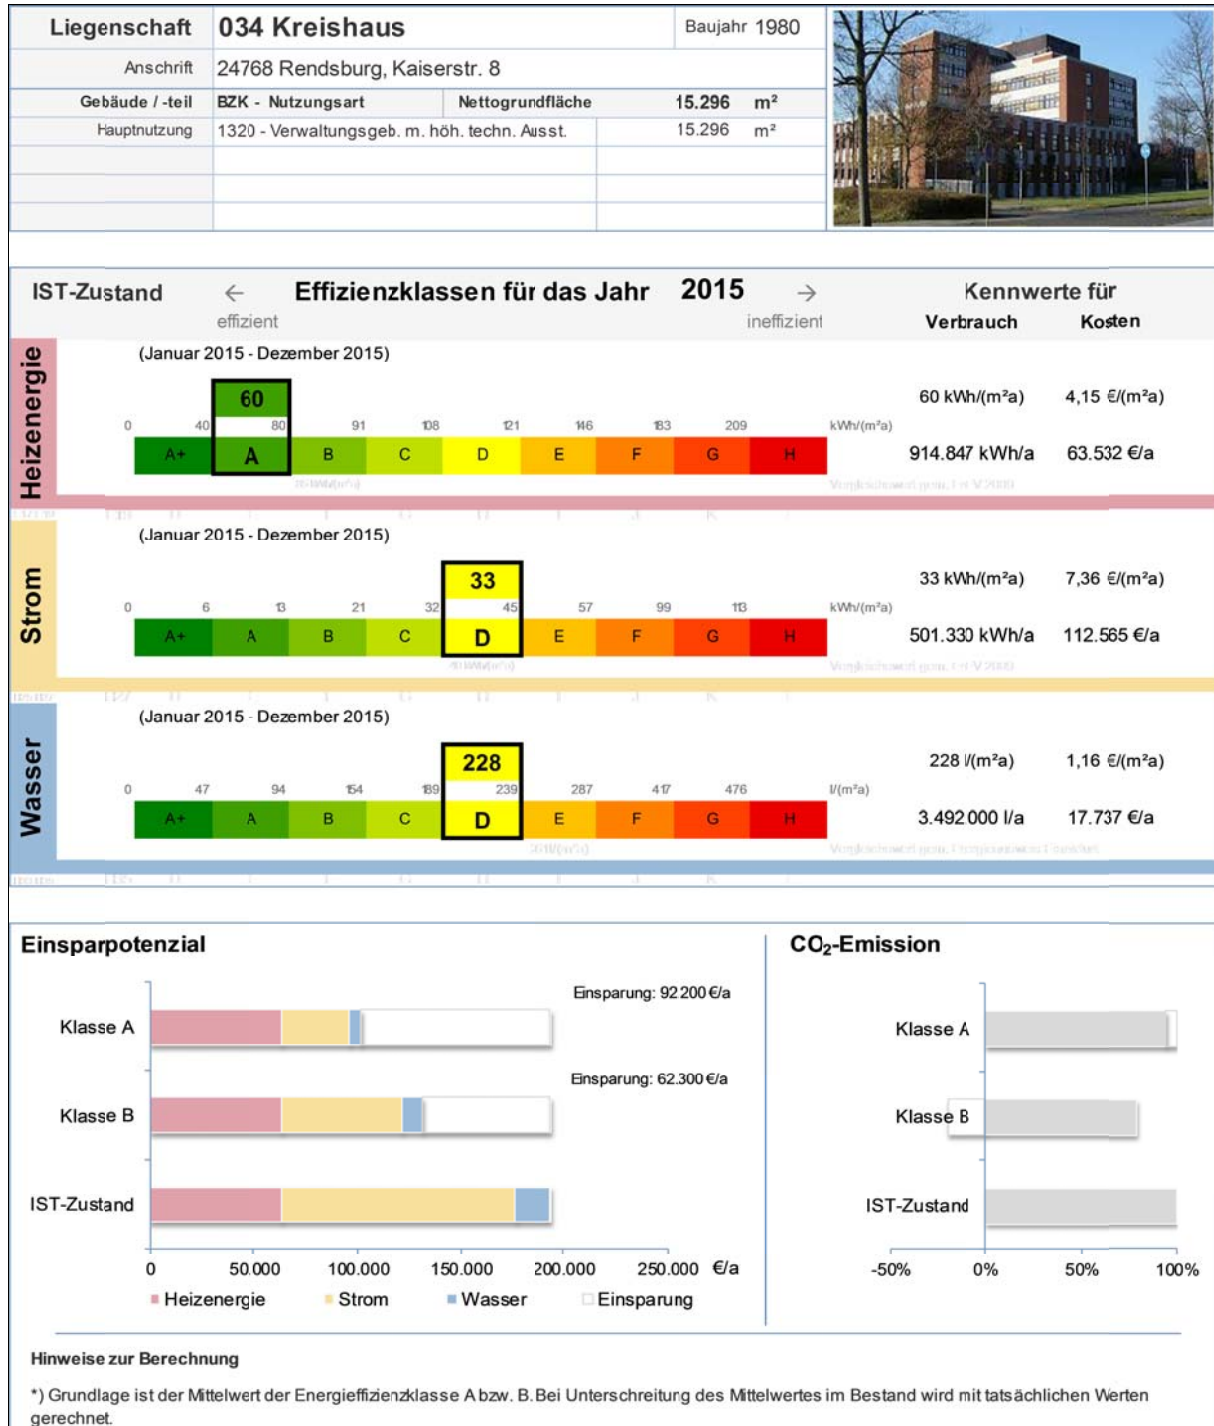 Liegenschaft 034 Kreishaus Baujahr 1980
Anschrift 24768 Rendsburg, Kaiserstr. 8
Gebäude / -teil BZK - Nutzungsart Nettogrundfläche 15.296 m²
Hauptnutzung 1320 - Verwaltungsgeb. m. höh. techn. Ausst. 15.296 m²
IST-Zustand ← Effizienzklassen für das Jahr 2015 → Kennwerte für
effizient ineffizient Verbrauch Kosten
Heizenergie
(Januar 2015 - Dezember 2015)
60 60 kWh/(m²a) 4,15 €/(m²a)
0 40 80 91 108 121 146 183 209 kWh/(m²a)
A+ A B C D E F G H 914.847 kWh/a 63.532 €/a
Strom
(Januar 2015 - Dezember 2015)
33 33 kWh/(m²a) 7,36 €/(m²a)
0 6 13 21 32 45 57 99 113 kWh/(m²a)
A+ A B C D E F G H 501.330 kWh/a 112.565 €/a
Wasser
(Januar 2015 - Dezember 2015)
228 228 l/(m²a) 1,16 €/(m²a)
0 47 94 154 189 239 287 417 476 l/(m²a)
A+ A B C D E F G H 3.492.000 l/a 17.737 €/a
Einsparpotenzial
Einsparung: 92.200 €/a
Klasse A
Einsparung: 62.300 €/a
Klasse B
IST-Zustand
0 50.000 100.000 150.000 200.000 250.000 €/a
Heizenergie Strom Wasser Einsparung
CO₂-Emission
Klasse A
Klasse B
IST-Zustand
-50% 0% 50% 100%
Hinweise zur Berechnung
*) Grundlage ist der Mittelwert der Energieffizienzklasse A bzw. B. Bei Unterschreitung des Mittelwertes im Bestand wird mit tatsächlichen Werten
gerechnet.